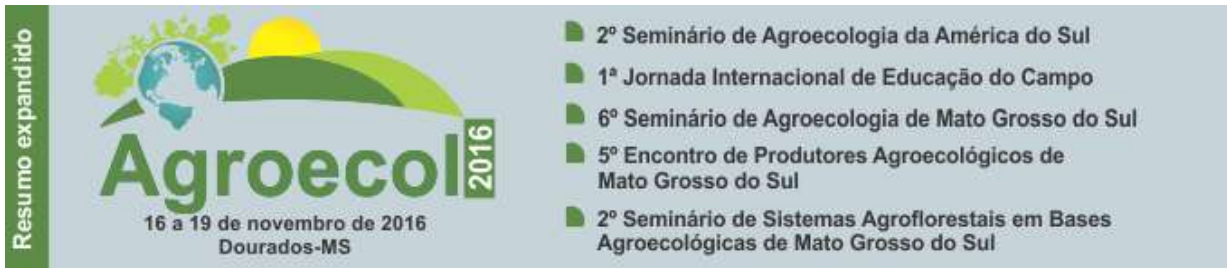 Resumo expandido
Agroecol
2016
16 a 19 de novembro de 2016
Dourados-MS
2º Seminário de Agroecologia da América do Sul
1ª Jornada Internacional de Educação do Campo
6º Seminário de Agroecologia de Mato Grosso do Sul
5º Encontro de Produtores Agroecológicos de
Mato Grosso do Sul
2º Seminário de Sistemas Agroflorestais em Bases
Agroecológicas de Mato Grosso do Sul